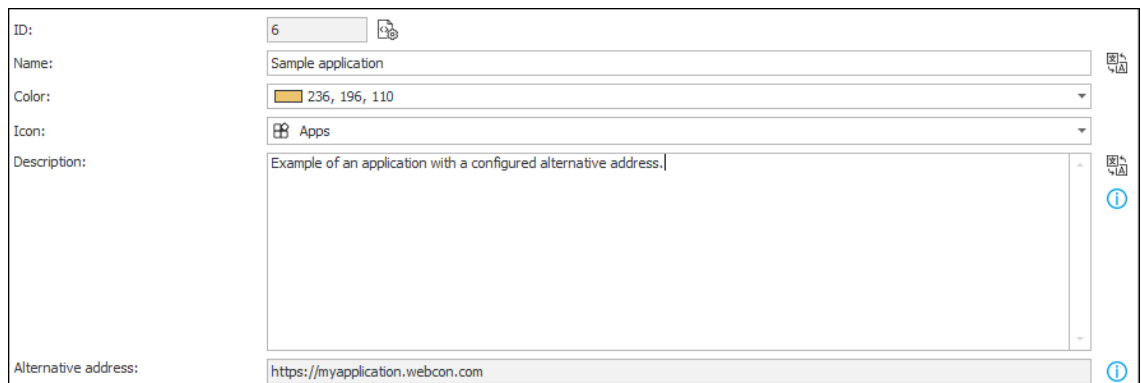 ID: 6
Name: Sample application
Color: 236, 196, 110
Icon: Apps
Description: Example of an application with a configured alternative address.
Alternative address: https://myapplication.webcon.com